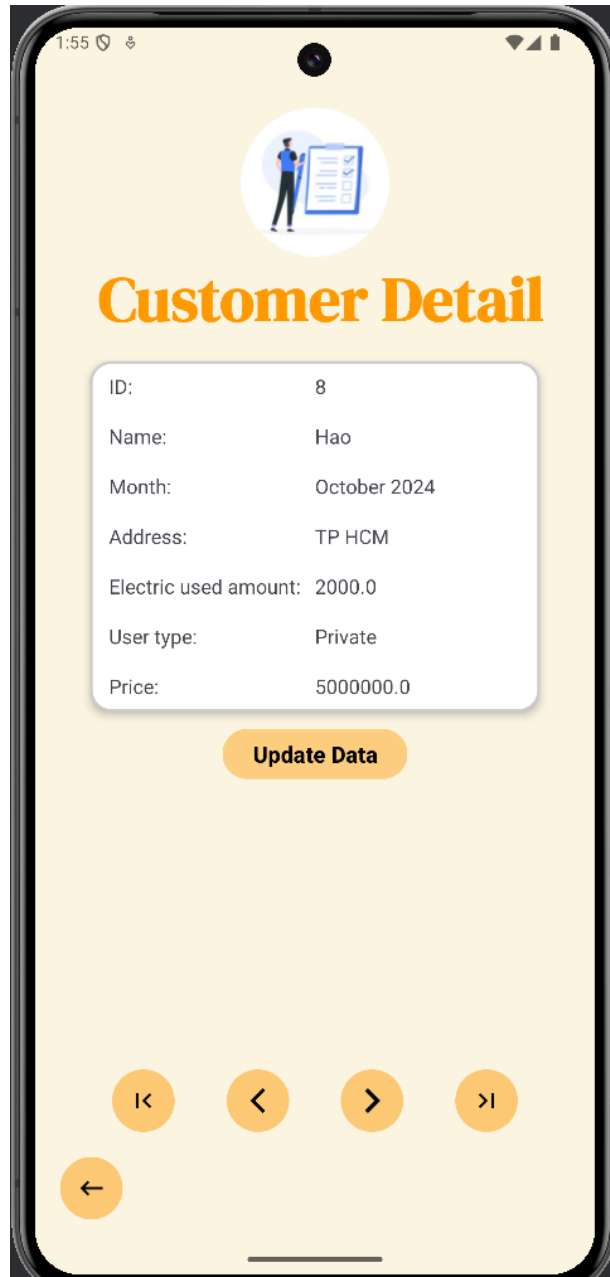 1:55
Customer Detail
ID: 8
Name: Hao
Month: October 2024
Address: TP HCM
Electric used amount: 2000.0
User type: Private
Price: 5000000.0
Update Data